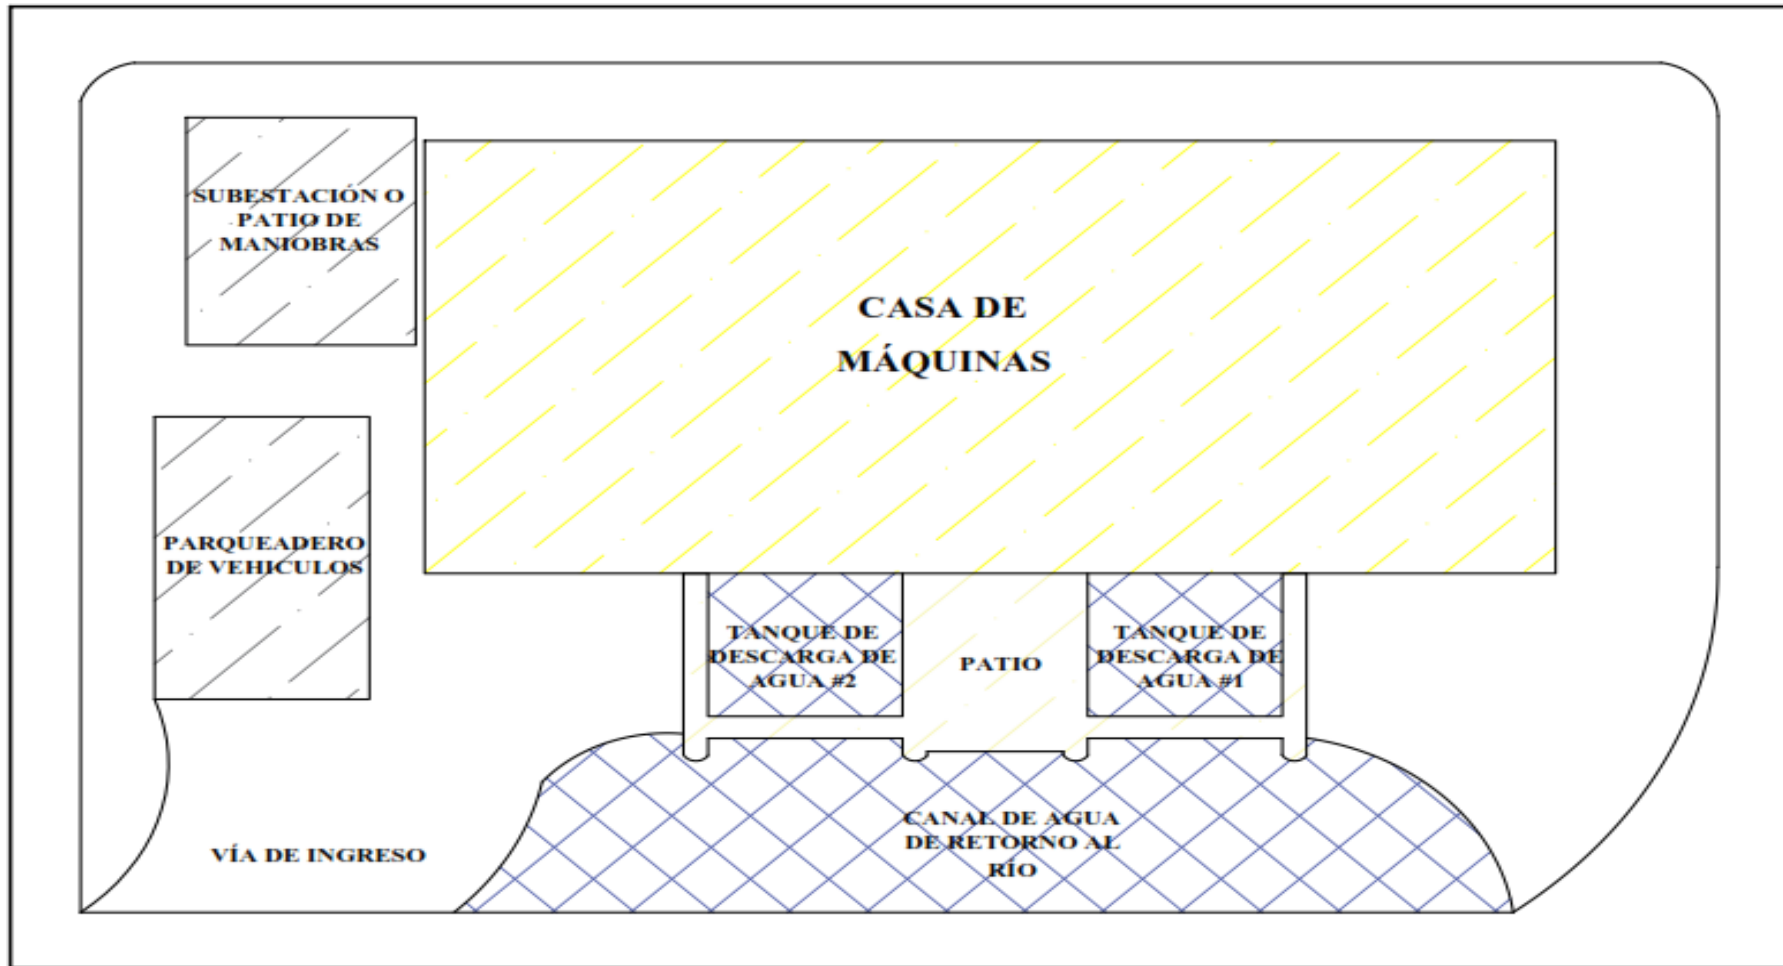 SUBESTACIÓN O
PATIO DE
MANIOBRAS
CASA DE
MÁQUINAS
PARQUEADERO
DE VEHICULOS
TANQUE DE
DESCARGA DE
AGUA #2
PATIO
TANQUE DE
DESCARGA DE
AGUA #1
CANAL DE AGUA
DE RETORNO AL
RÍO
VÍA DE INGRESO